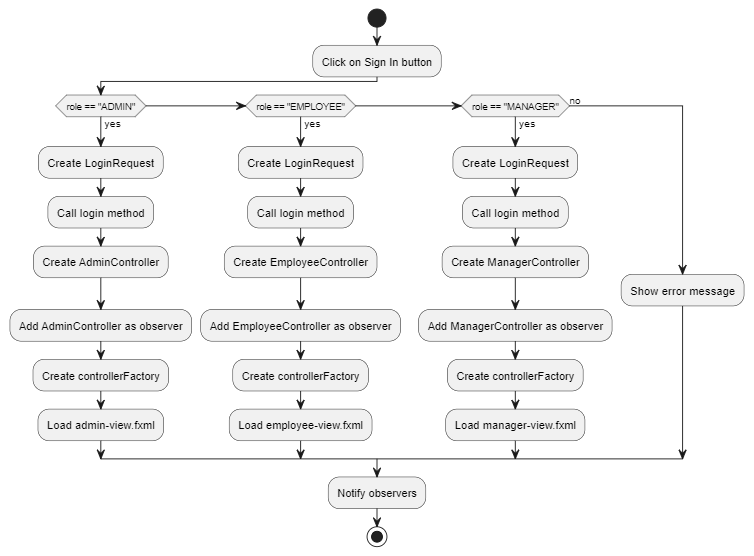 Click on Sign In button
role == "ADMIN"
role == "EMPLOYEE"
role == "MANAGER"
no
yes
yes
yes
Create LoginRequest
Create LoginRequest
Create LoginRequest
Call login method
Call login method
Call login method
Create AdminController
Create EmployeeController
Create ManagerController
Show error message
Add AdminController as observer
Add EmployeeController as observer
Add ManagerController as observer
Create controllerFactory
Create controllerFactory
Create controllerFactory
Load admin-view.fxml
Load employee-view.fxml
Load manager-view.fxml
Notify observers